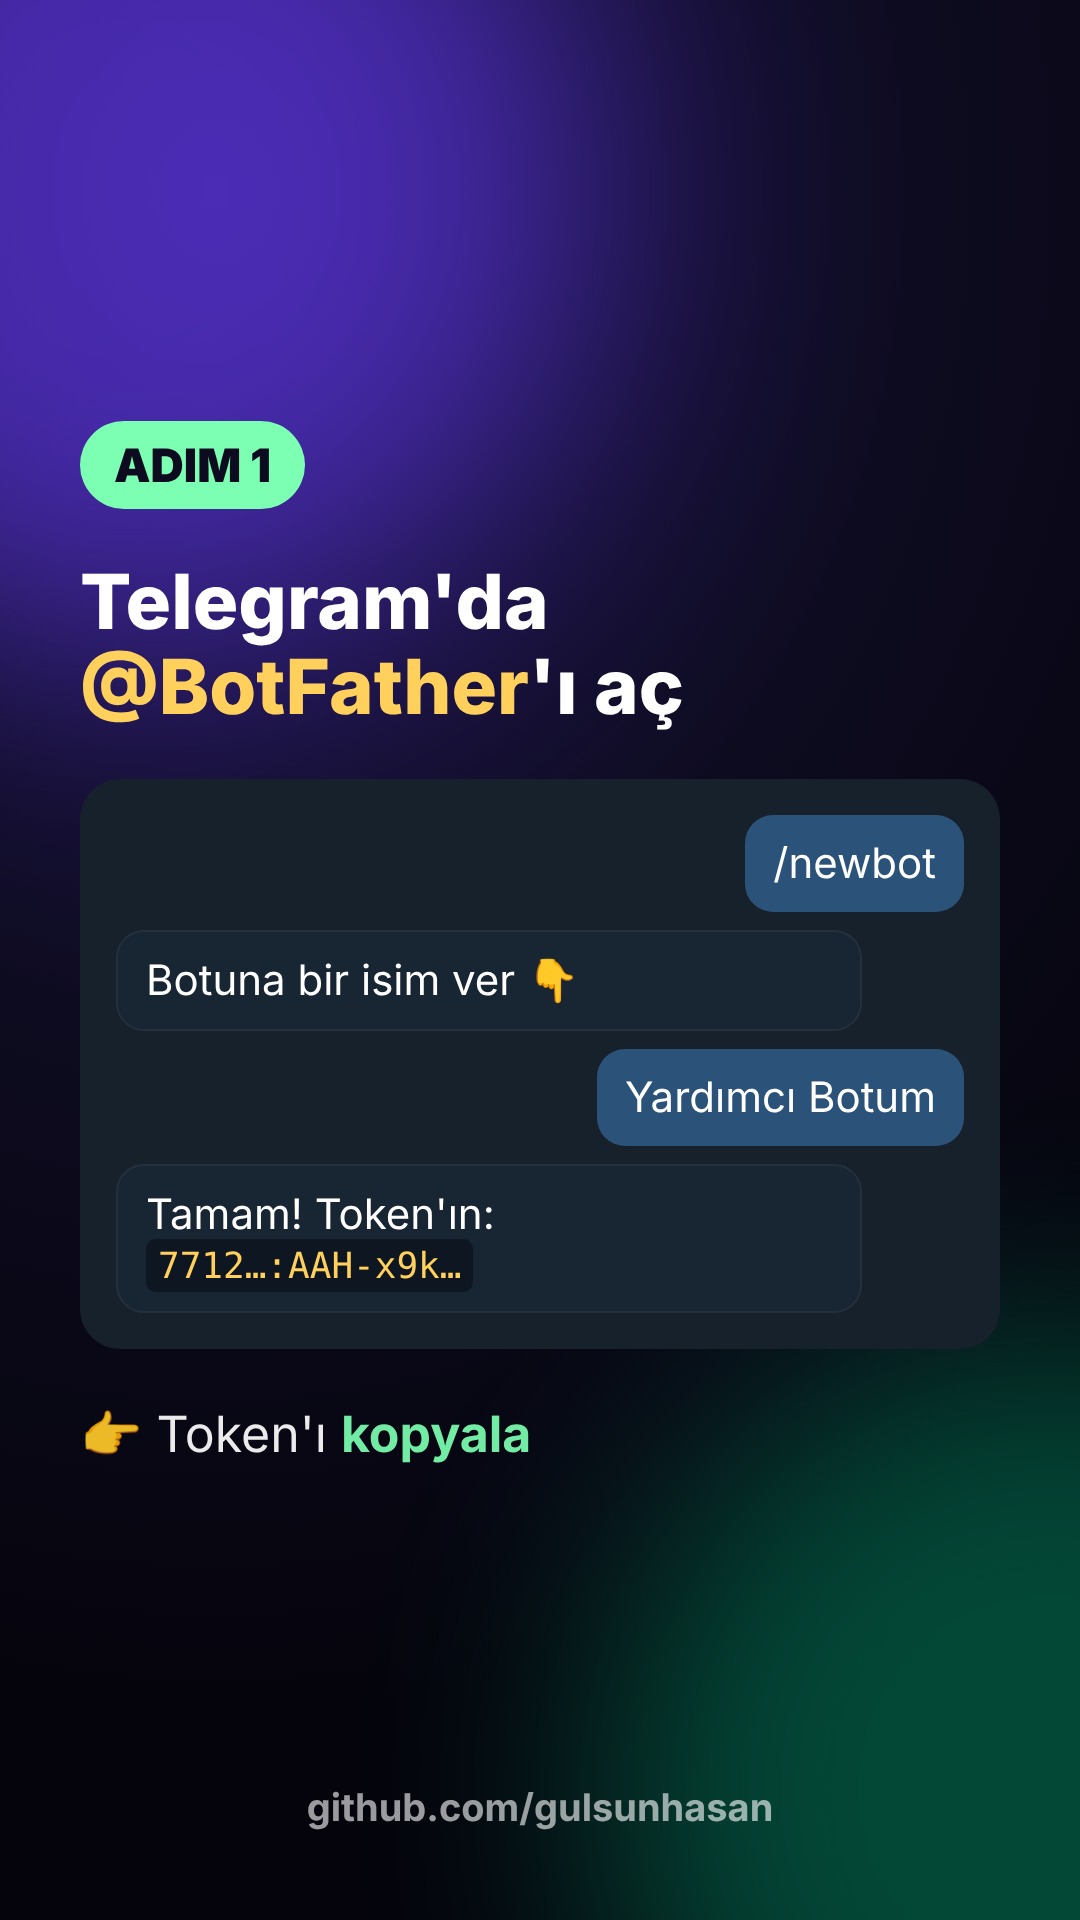 ADIM 1
Telegram'da
@BotFather'ı aç
/newbot
Botuna bir isim ver 👇
Yardımcı Botum
Tamam! Token'ın:
7712…:AAH-x9k…
👉 Token'ı kopyala
github.com/gulsunhasan